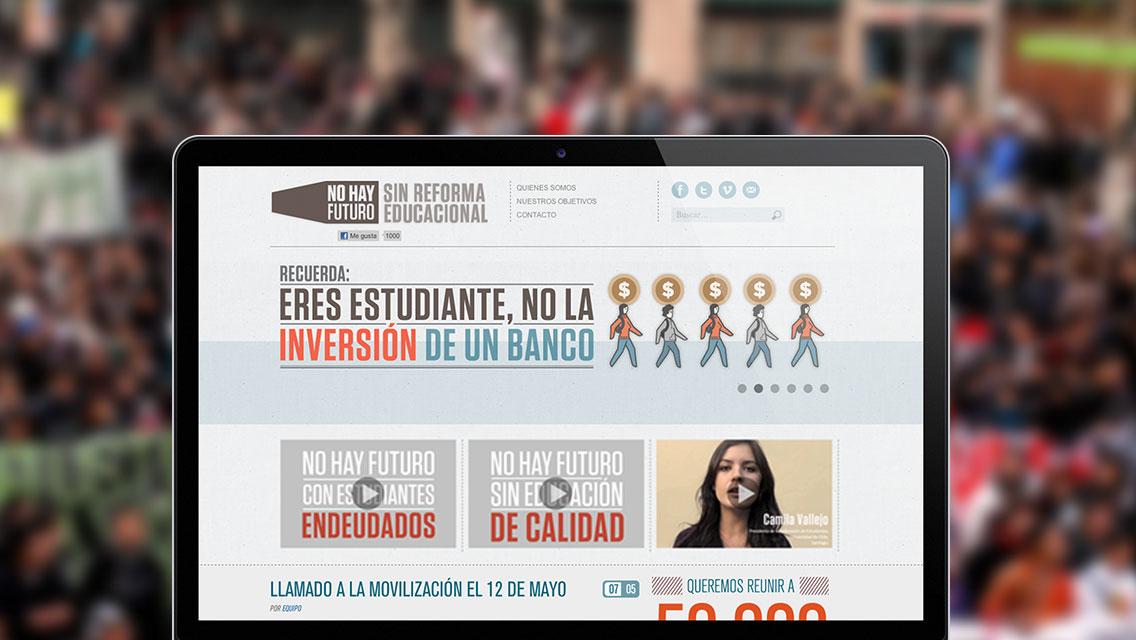 NO HAY
FUTURO
SIN REFORMA
EDUCACIONAL
QUIENES SOMOS
NUESTROS OBJETIVOS
CONTACTO
Buscar...
Me gusta
1000
RECUERDA:
ERES ESTUDIANTE, NO LA
INVERSIÓN DE UN BANCO
$ $ $ $ $
NO HAY FUTURO
CON ESTUDIANTES
ENDEUDADOS
NO HAY FUTURO
SIN EDUCACIÓN
DE CALIDAD
Camila Vallejo
LLAMADO A LA MOVILIZACIÓN EL 12 DE MAYO
07 05
POR EQUIPO
QUEREMOS REUNIR A
50.000